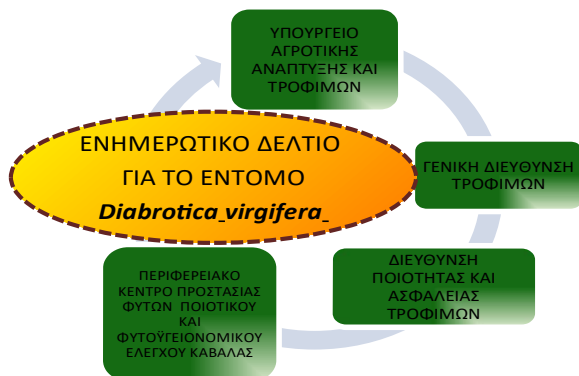 ΥΠΟΥΡΓΕΙΟ
ΑΓΡΟΤΙΚΗΣ
ΑΝΑΠΤΥΞΗΣ ΚΑΙ
ΤΡΟΦΙΜΩΝ
ΕΝΗΜΕΡΩΤΙΚΟ ΔΕΛΤΙΟ
ΓΙΑ ΤΟ ΕΝΤΟΜΟ
Diabrotica_virgifera_
ΓΕΝΙΚΗ ΔΙΕΥΘΥΝΣΗ
ΤΡΟΦΙΜΩΝ
ΔΙΕΥΘΥΝΣΗ
ΠΟΙΟΤΗΤΑΣ ΚΑΙ
ΑΣΦΑΛΕΙΑΣ
ΤΡΟΦΙΜΩΝ
ΠΕΡΙΦΕΡΕΙΑΚΟ
ΚΕΝΤΡΟ ΠΡΟΣΤΑΣΙΑΣ
ΦΥΤΩΝ ΠΟΙΟΤΙΚΟΥ
ΚΑΙ
ΦΥΤΟΫΓΕΙΟΝΟΜΙΚΟΥ
ΕΛΕΓΧΟΥ ΚΑΒΑΛΑΣ